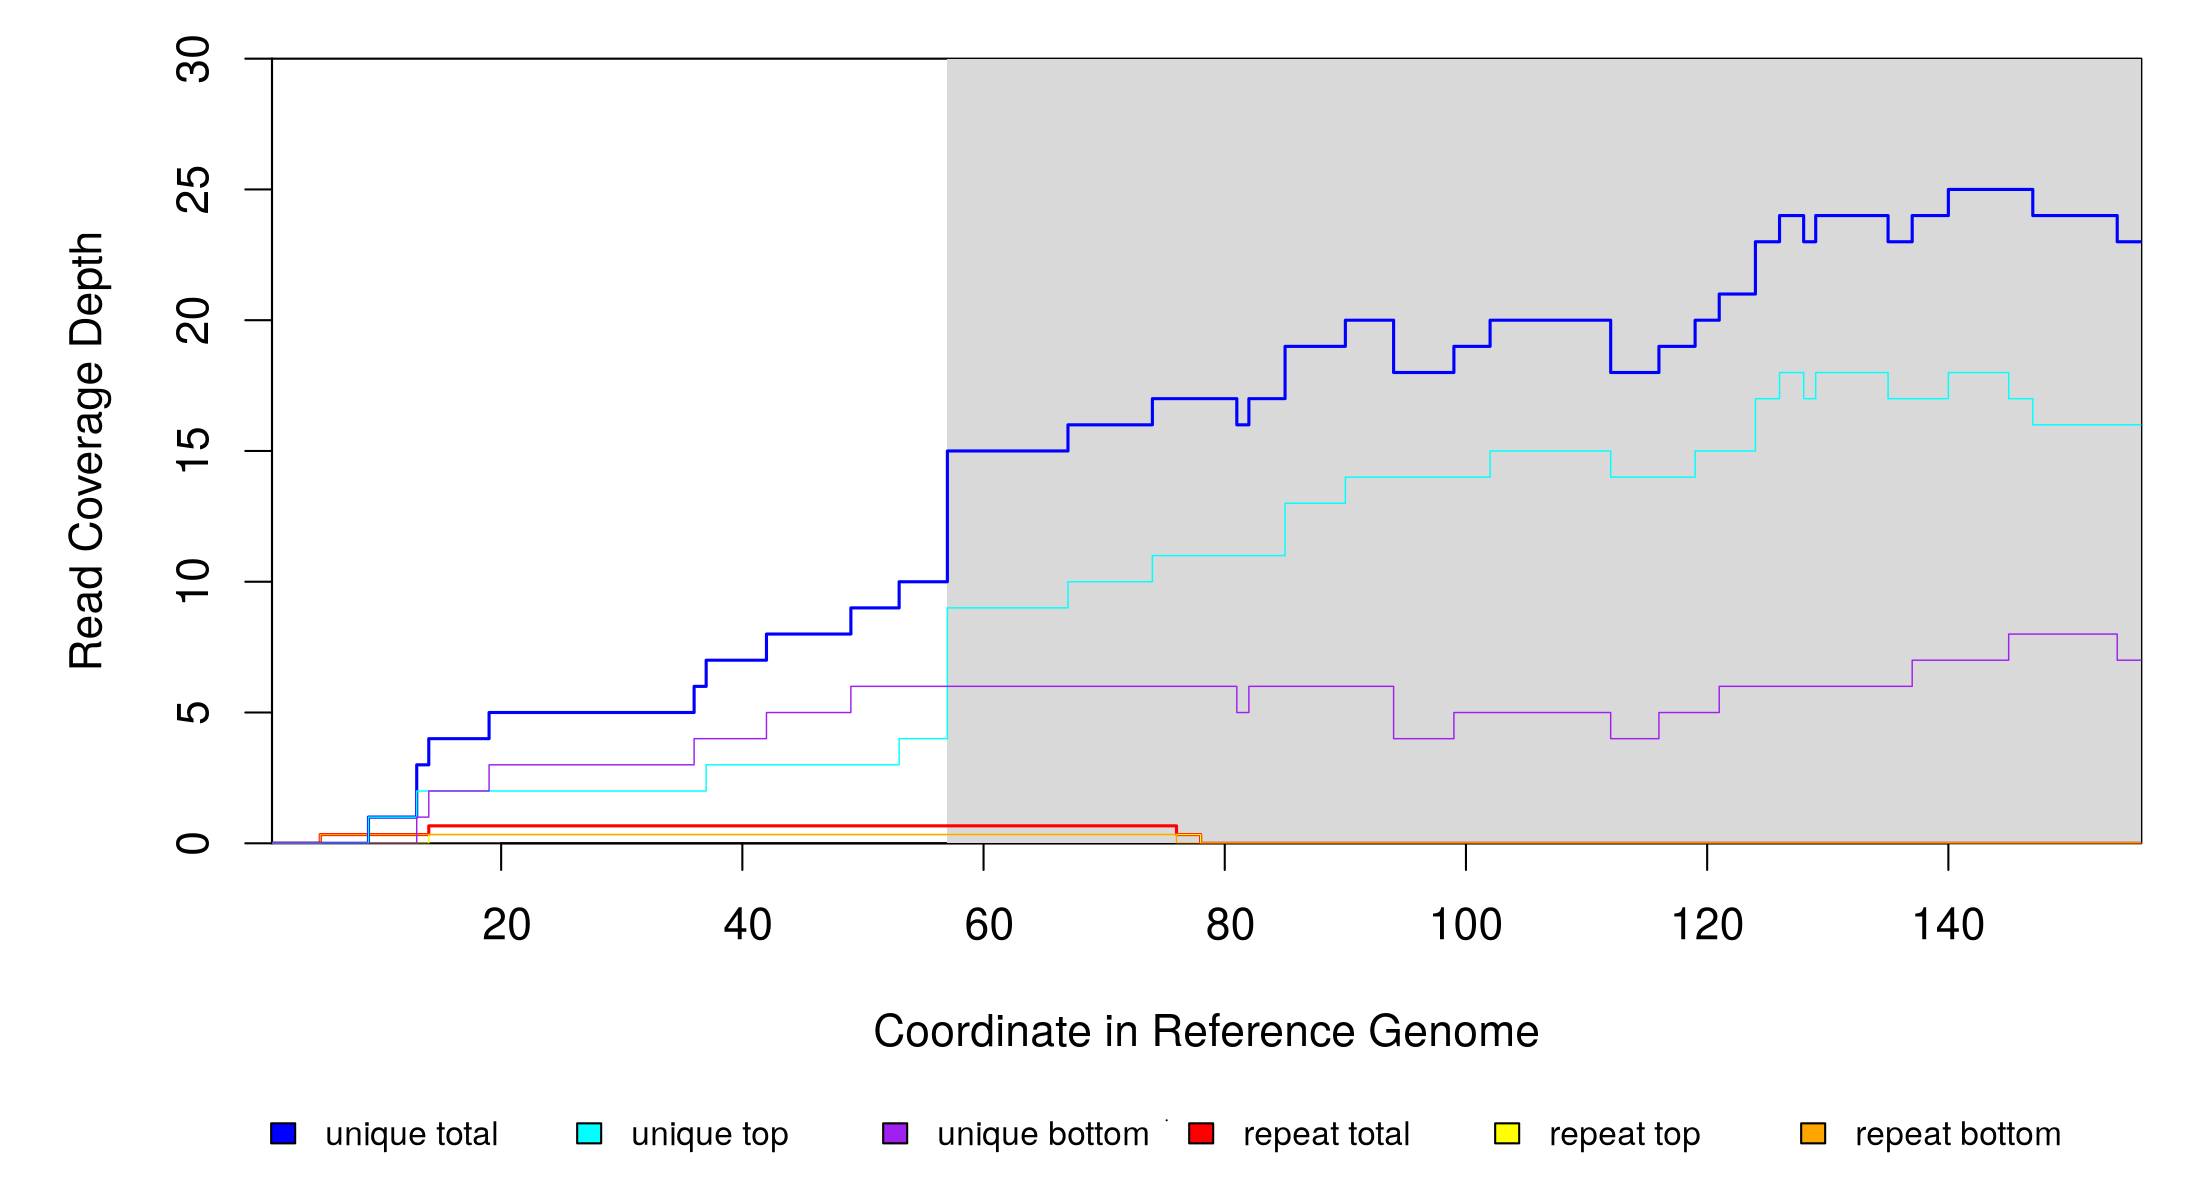 Read Coverage Depth
30
25
20
15
10
5
0
20 40 60 80 100 120 140
Coordinate in Reference Genome
unique total unique top unique bottom repeat total repeat top repeat bottom